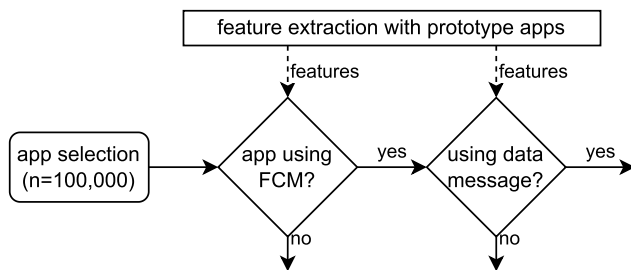 feature extraction with prototype apps
features
features
app selection
(n=100,000)
app using
FCM?
yes
using data
message?
yes
no
no